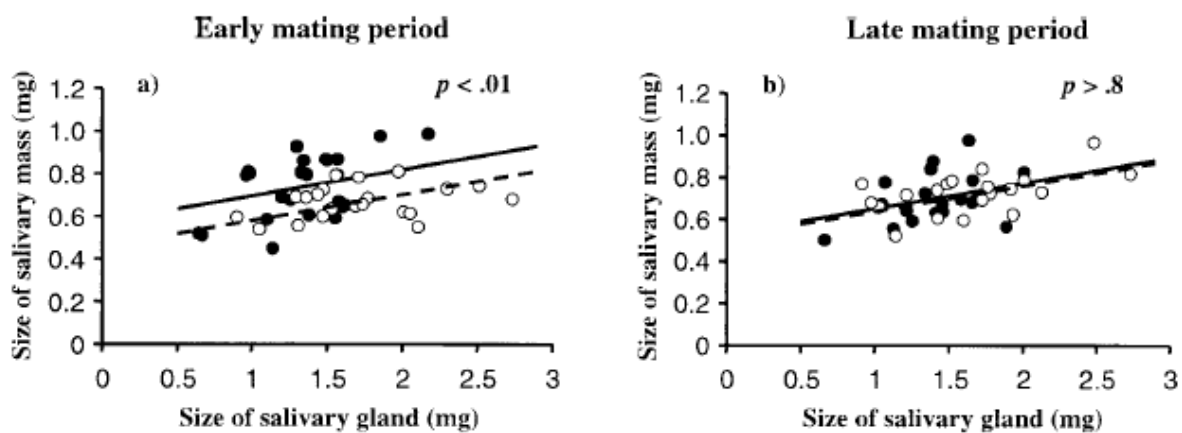 Early mating period
a)
p < .01
Size of salivary mass (mg)
1.2
1.0
0.8
0.6
0.4
0.2
0
0
0.5
1
1.5
2
2.5
3
Size of salivary gland (mg)
Late mating period
b)
p > .8
Size of salivary mass (mg)
1.2
1.0
0.8
0.6
0.4
0.2
0
0
0.5
1
1.5
2
2.5
3
Size of salivary gland (mg)